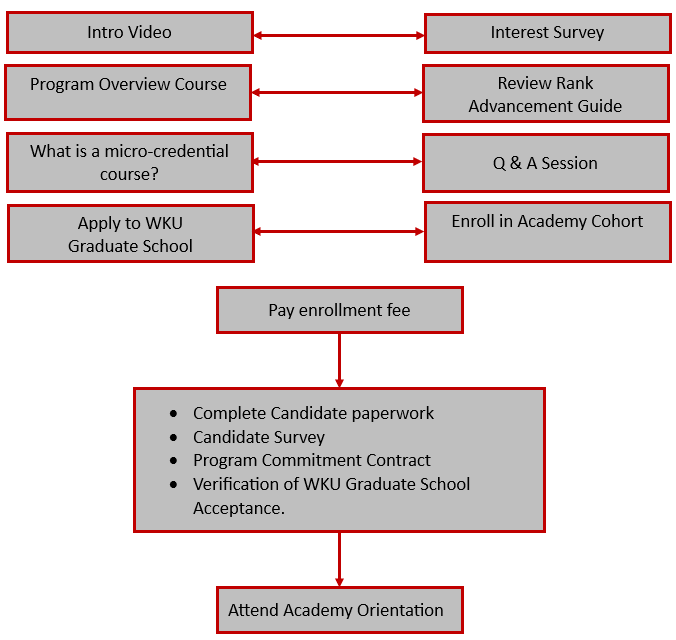 Intro Video
Interest Survey
Program Overview Course
Review Rank
Advancement Guide
What is a micro-credential
course?
Q & A Session
Apply to WKU
Graduate School
Enroll in Academy Cohort
Pay enrollment fee
• Complete Candidate paperwork
• Candidate Survey
• Program Commitment Contract
• Verification of WKU Graduate School
Acceptance.
Attend Academy Orientation